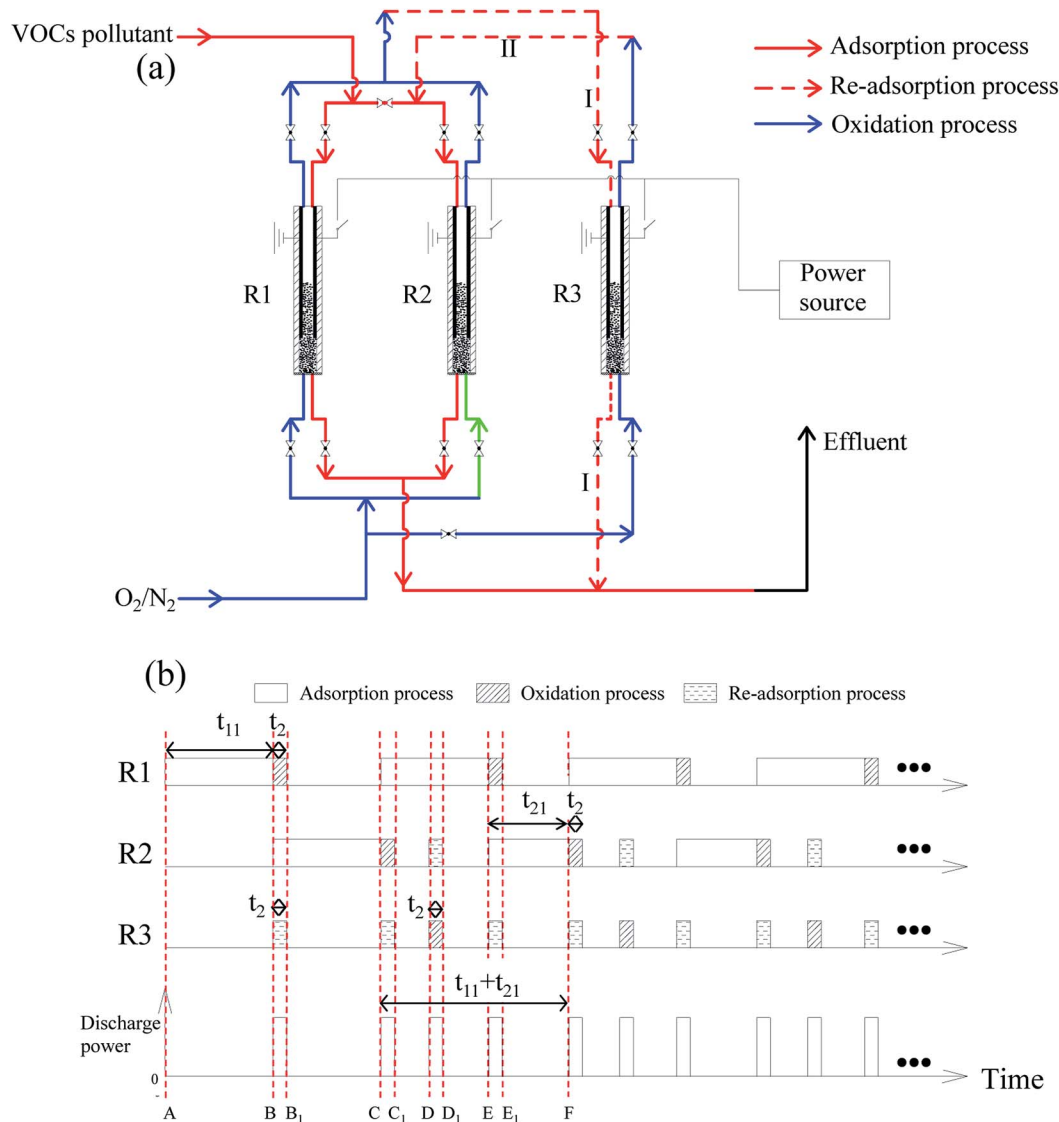 VOCs pollutant
(a)
II
I
Adsorption process
Re-adsorption process
Oxidation process
R1
R2
R3
Power
source
I
Effluent
O₂/N₂
(b)
Adsorption process
Oxidation process
Re-adsorption process
t₁₁
t₂
R1
t₂₁
t₂
R2
t₂
t₂
R3
t₁₁+t₂₁
Discharge
power
0
Time
A B B₁ C C₁ D D₁ E E₁ F